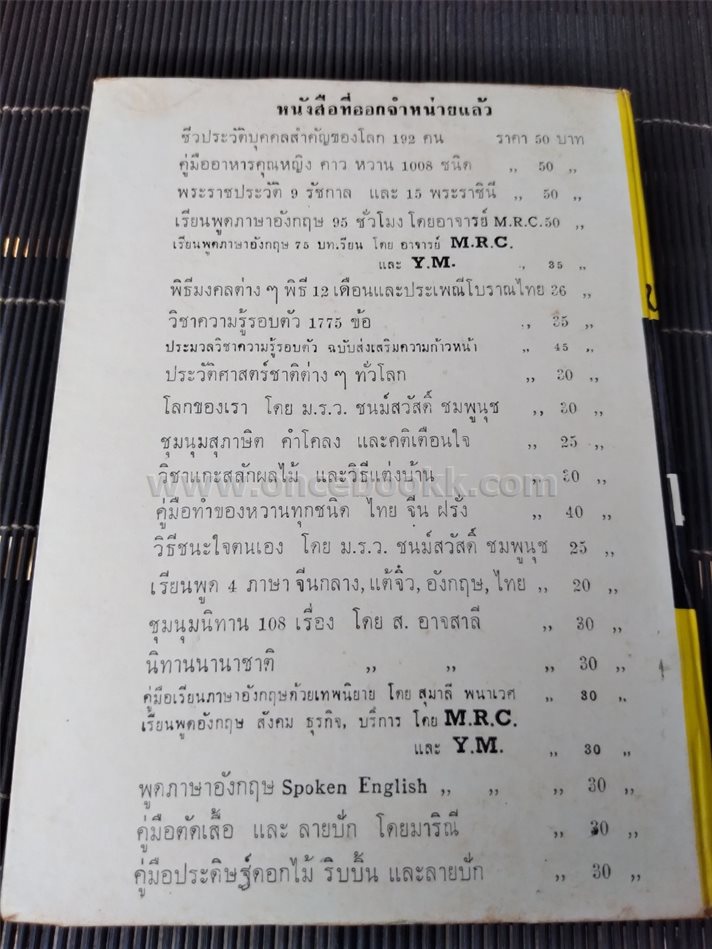 หนังสือที่ออกจำหน่ายแล้ว
ชีวประวัติบุคคลสำคัญของโลก 192 คน ราคา 50 บาท
คู่มืออาหารคุณหญิง คาว หวาน 1008 ชนิด ,, 50 ,,
พระราชประวัติ 9 รัชกาล และ 15 พระราชินี ,, 50 ,,
เรียนพูดภาษาอังกฤษ 95 ชั่วโมง โดยอาจารย์ M.R.C. 50 ,,
เรียนพูดภาษาอังกฤษ 75 บทเรียน โดย อาจารย์ M.R.C.
และ Y.M. ,, 35 ,,
พิธีมงคลต่าง ๆ พิธี 12 เดือนและประเพณีโบราณไทย 36 ,,
วิชาความรู้รอบตัว 1775 ข้อ ,, 35 ,,
ประมวลวิชาความรู้รอบตัว ฉบับส่งเสริมความก้าวหน้า ,, 45 ,,
ประวัติศาสตร์ชาติต่าง ๆ ทั่วโลก ,, 30 ,,
โลกของเรา โดย ม.ร.ว. ชนม์สวัสดิ์ ชมพูนุช ,, 30 ,,
ชุมนุมสุภาษิต คำโคลง และคติเตือนใจ ,, 25 ,,
วิชาแกะสลักผลไม้ และวิธีแต่งบ้าน ,, 30 ,,
www.oncebookk.com
คู่มือทำของหวานทุกชนิด ไทย จีน ฝรั่ง ,, 40 ,,
วิธีชนะใจตนเอง โดย ม.ร.ว. ชนม์สวัสดิ์ ชมพูนุช 25 ,,
เรียนพูด 4 ภาษา จีนกลาง, แต้จิ๋ว, อังกฤษ, ไทย ,, 20 ,,
ชุมนุมนิทาน 108 เรื่อง โดย ส. อาจสาลี ,, 30 ,,
นิทานนานาชาติ ,, ,, ,, 30 ,,
คู่มือเรียนภาษาอังกฤษด้วยเทพนิยาย โดย สุมาลี พนาเวศ ,, 30 ,,
เรียนพูดอังกฤษ สังคม ธุรกิจ, บริการ โดย M.R.C.
และ Y.M. ,, 30 ,,
พูดภาษาอังกฤษ Spoken English ,, ,, ,, 30 ,,
คู่มือตัดเสื้อ และ ลายปัก โดยมาริณี ,, 30 ,,
คู่มือประดิษฐ์ดอกไม้ ริบบิ้น และลายปัก ,, 30 ,,